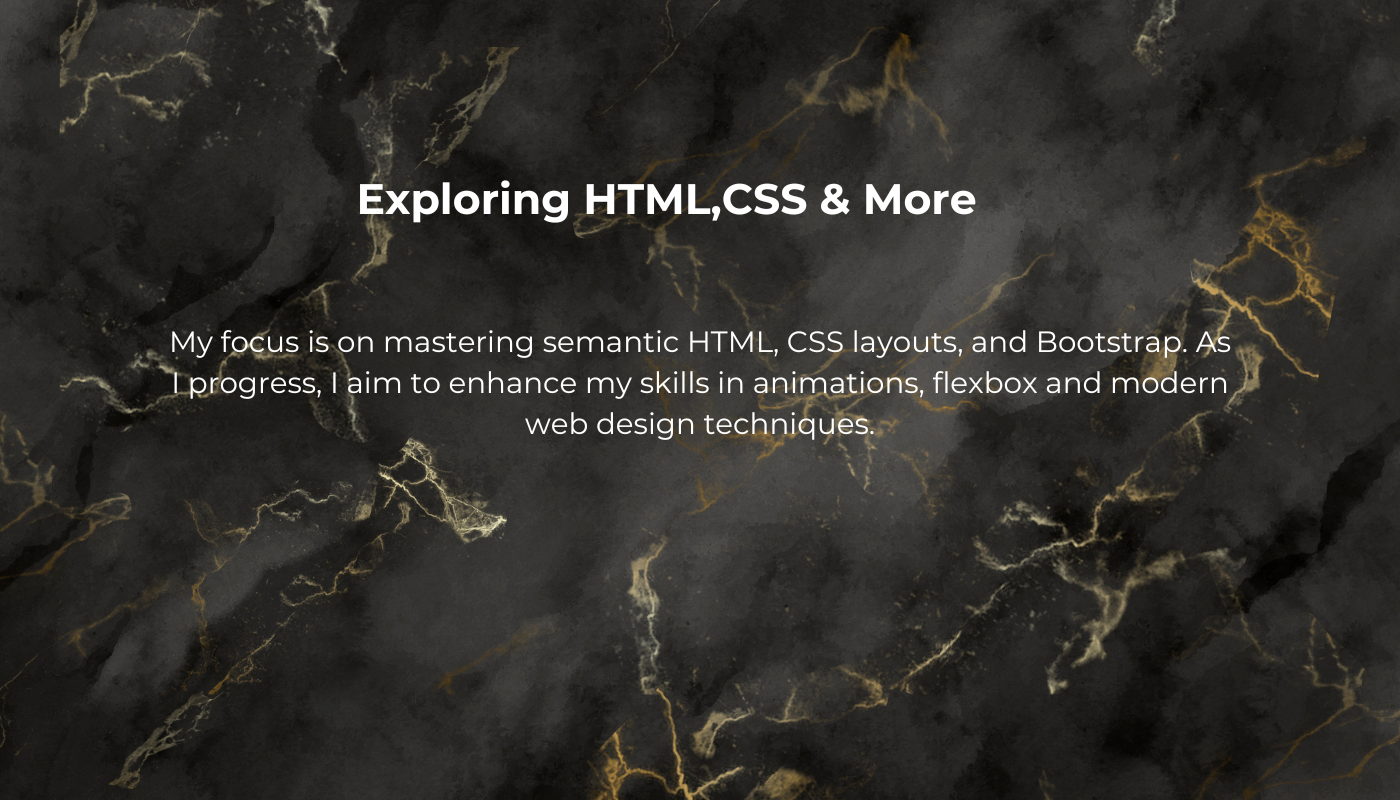 Exploring HTML,CSS & More
My focus is on mastering semantic HTML, CSS layouts, and Bootstrap. As
I progress, I aim to enhance my skills in animations, flexbox and modern
web design techniques.